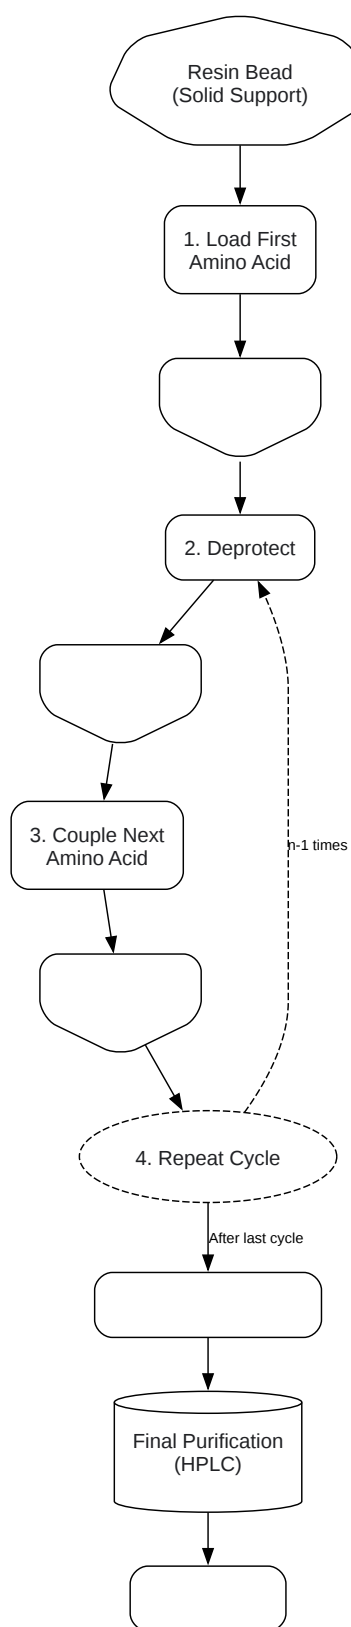 Resin Bead
(Solid Support)
1. Load First
Amino Acid
2. Deprotect
3. Couple Next
Amino Acid
n-1 times
4. Repeat Cycle
After last cycle
Final Purification
(HPLC)